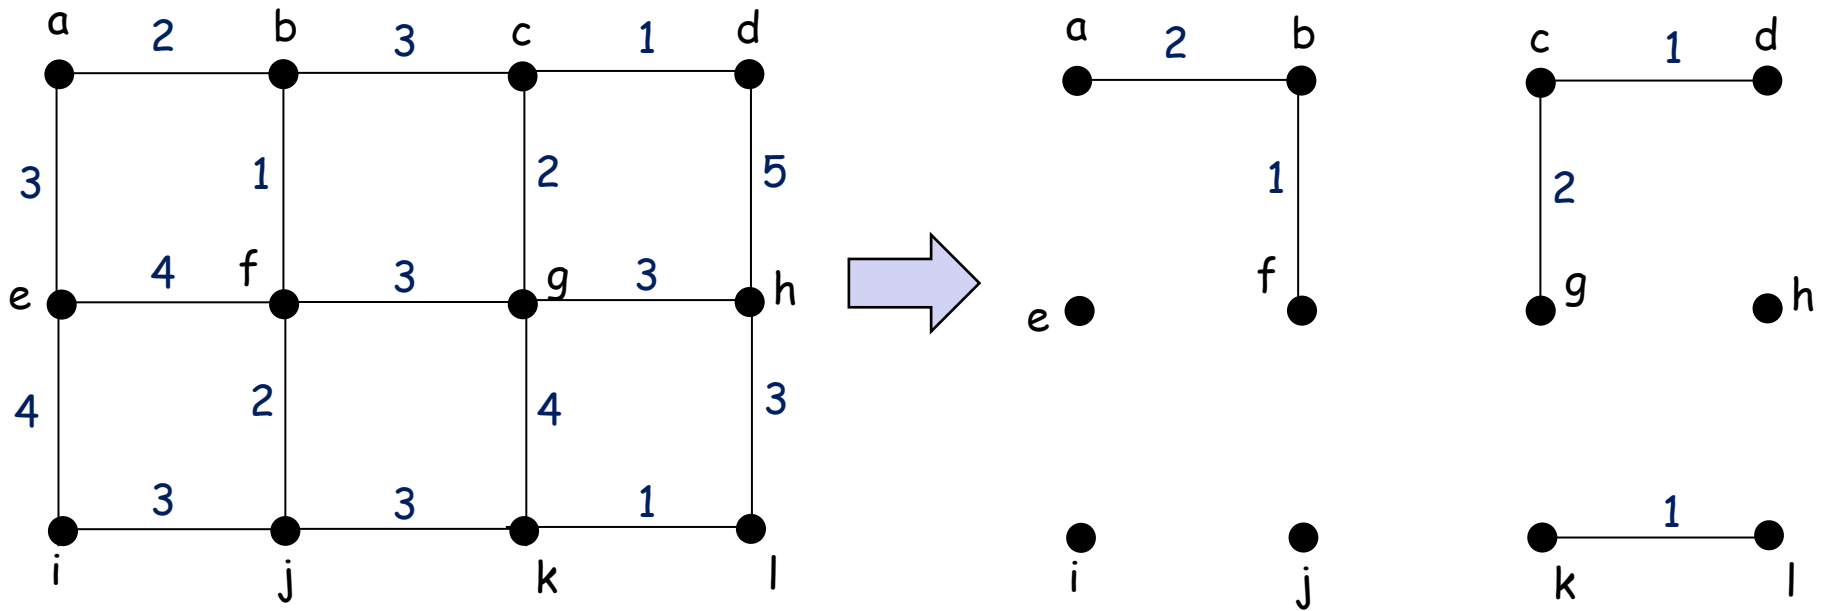 a 2 b 3 c 1 d
3 1 2 5
e 4 f 3 g 3 h
4 2 4 3
3 3 1
i j k l
a 2 b c 1 d
1 2
e f g h
1
i j k l